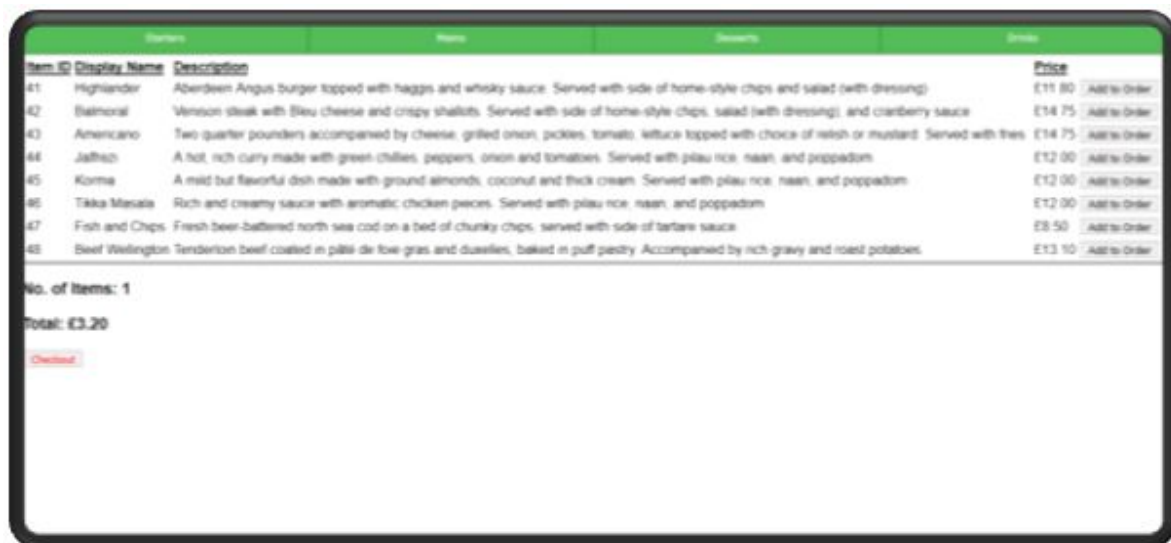 Starters Mains Desserts Drinks
Item ID Display Name Description Price
41 Highlander Aberdeen Angus burger topped with haggis and whisky sauce. Served with side of home-style chips and salad (with dressing) £11.80 Add to Order
42 Balmoral Venison steak with Bleu cheese and crispy shallots. Served with side of home-style chips, salad (with dressing), and cranberry sauce £14.75 Add to Order
43 Americano Two quarter pounders accompanied by cheese, grilled onion, pickles, tomato, lettuce topped with choice of relish or mustard. Served with fries £14.75 Add to Order
44 Jalfrezi A hot, rich curry made with green chillies, peppers, onion and tomatoes. Served with pilau rice, naan, and poppadom £12.00 Add to Order
45 Korma A mild but flavorful dish made with ground almonds, coconut and thick cream. Served with pilau rice, naan, and poppadom £12.00 Add to Order
46 Tikka Masala Rich and creamy sauce with aromatic chicken pieces. Served with pilau rice, naan, and poppadom £12.00 Add to Order
47 Fish and Chips Fresh beer-battered north sea cod on a bed of chunky chips, served with side of tartare sauce £8.50 Add to Order
48 Beef Wellington Tenderloin beef coated in pâté de foie gras and duxelles, baked in puff pastry. Accompanied by rich gravy and roast potatoes. £13.10 Add to Order
No. of Items: 1
Total: £3.20
Checkout